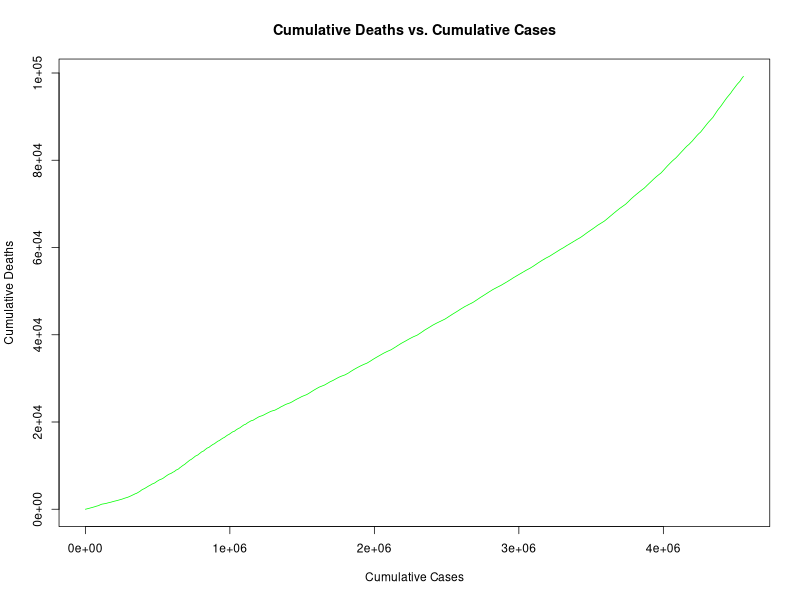 Cumulative Deaths vs. Cumulative Cases
1e+05
8e+04
6e+04
4e+04
2e+04
0e+00
Cumulative Deaths
0e+00 1e+06 2e+06 3e+06 4e+06
Cumulative Cases